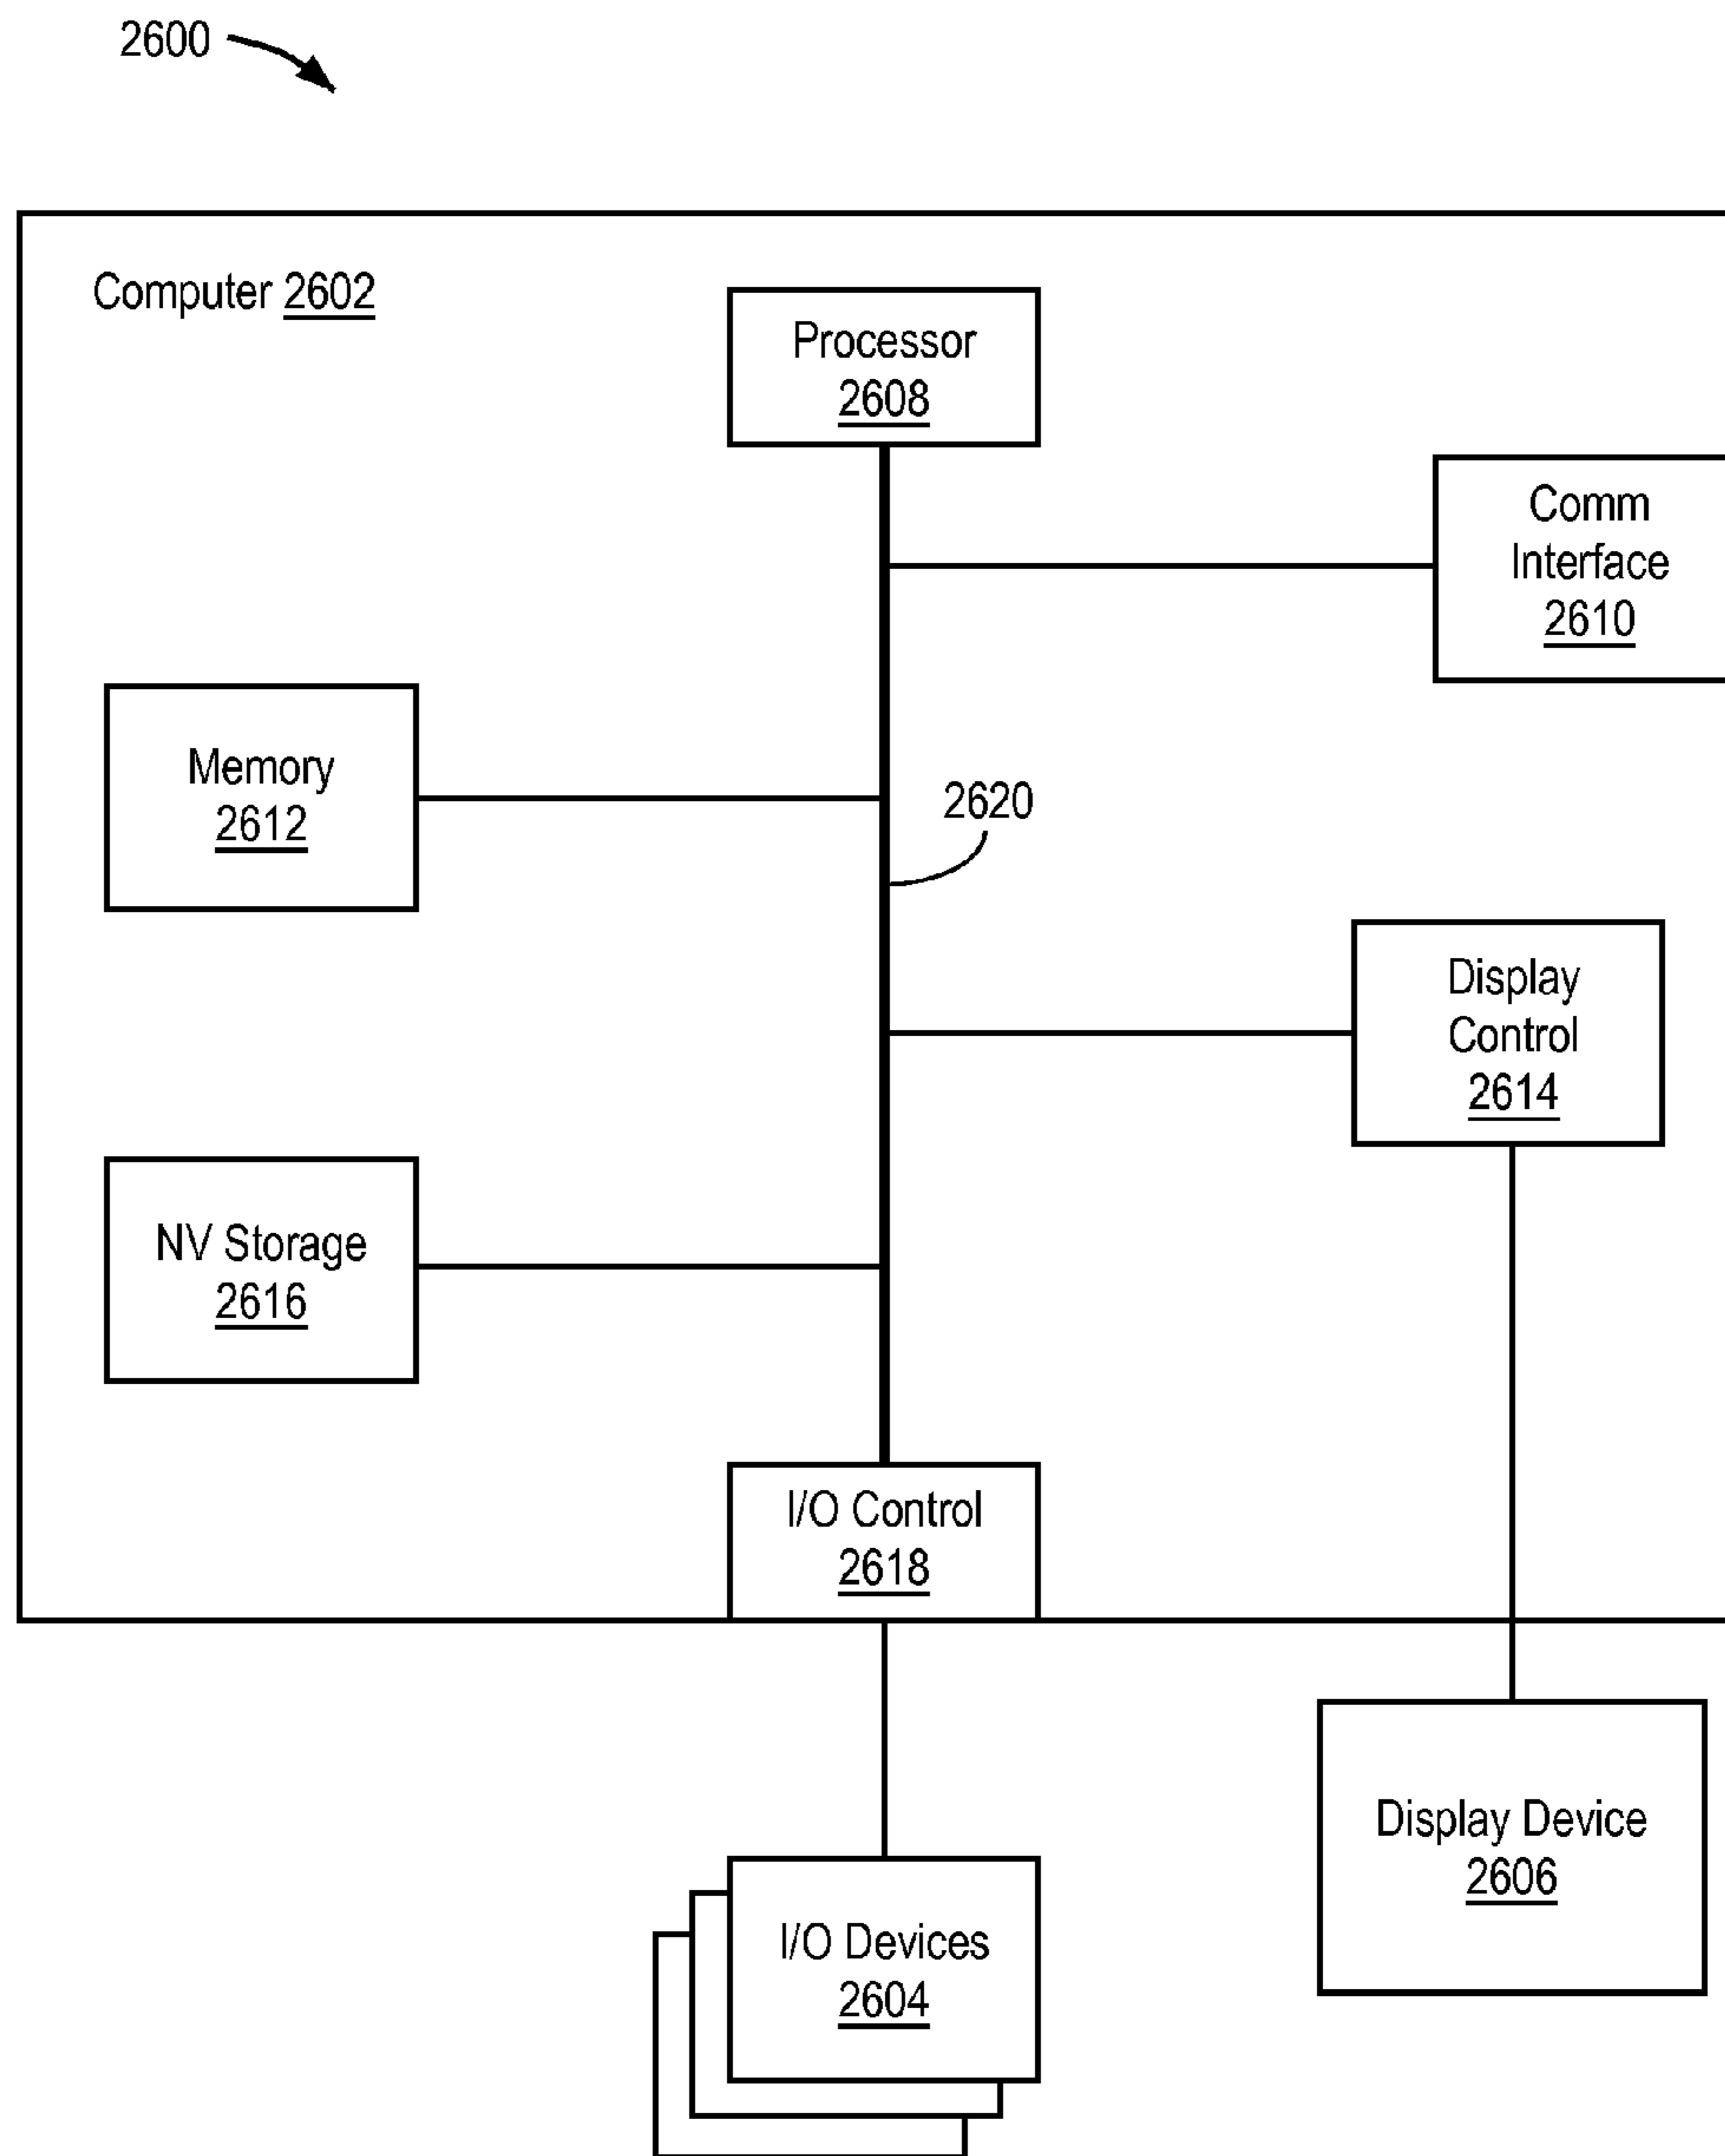 2600
Computer 2602
Processor
2608
Comm
Interface
2610
Memory
2612
2620
Display
Control
2614
NV Storage
2616
I/O Control
2618
Display Device
2606
I/O Devices
2604